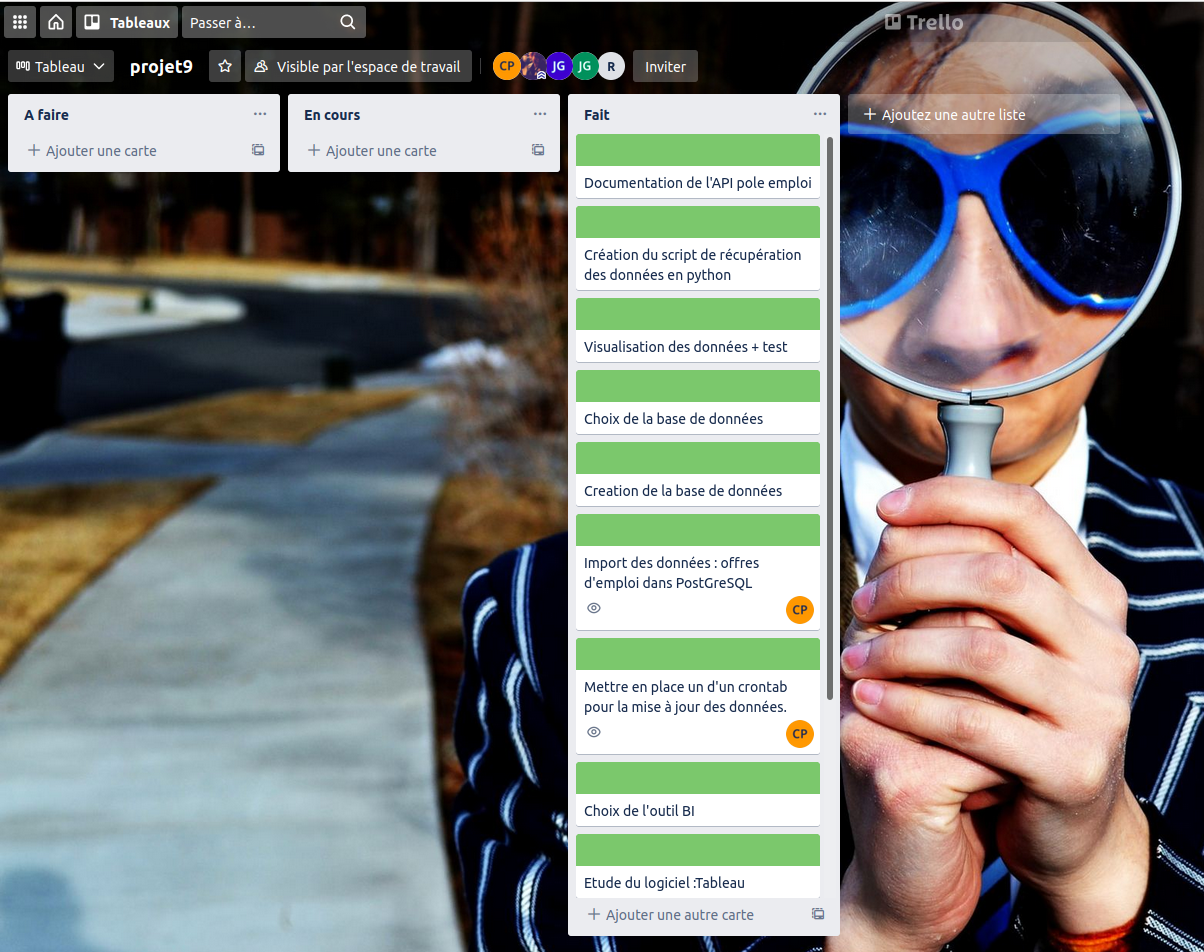 Tableaux
Passer à…
Trello
Tableau
projet9
Visible par l'espace de travail
CP
JG
JG
R
Inviter
A faire
Ajouter une carte
En cours
Ajouter une carte
Fait
Documentation de l'API pole emploi
Création du script de récupération
des données en python
Visualisation des données + test
Choix de la base de données
Creation de la base de données
Import des données : offres
d'emploi dans PostGreSQL
CP
Mettre en place un d'un crontab
pour la mise à jour des données.
CP
Choix de l'outil BI
Etude du logiciel :Tableau
Ajouter une autre carte
Ajoutez une autre liste